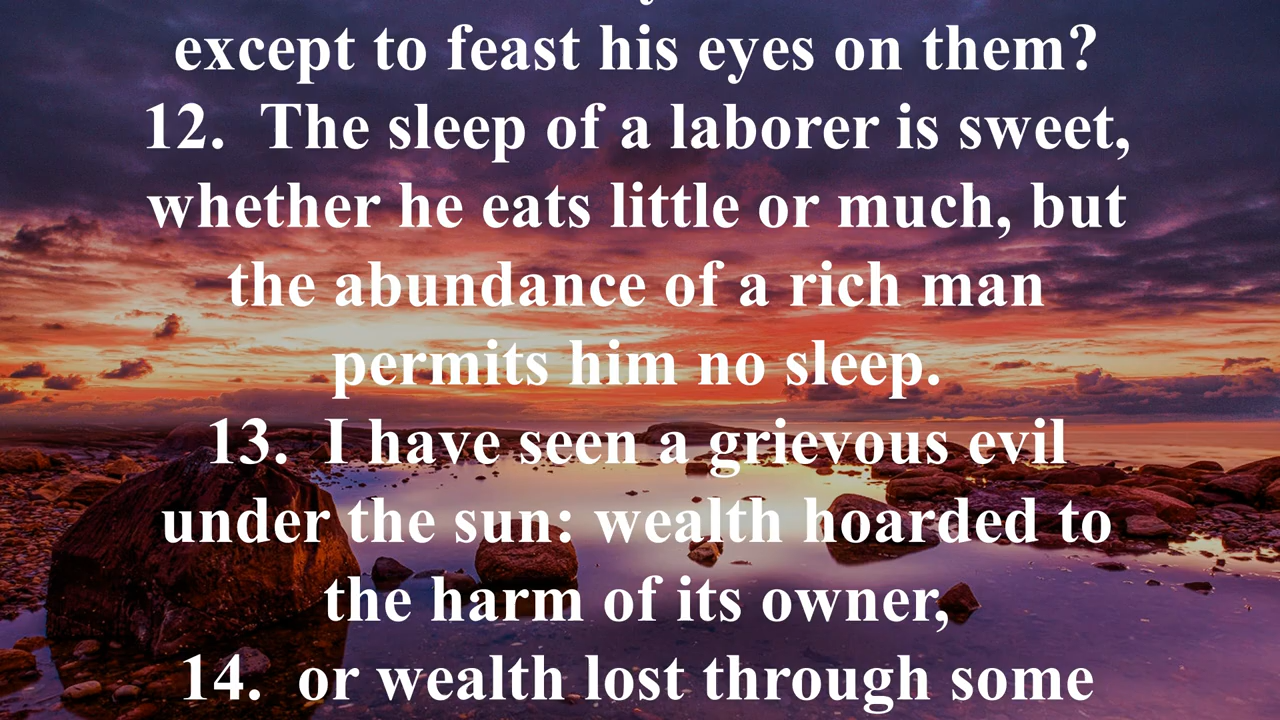 except to feast his eyes on them?
12. The sleep of a laborer is sweet,
whether he eats little or much, but
the abundance of a rich man
permits him no sleep.
13. I have seen a grievous evil
under the sun: wealth hoarded to
the harm of its owner,
14. or wealth lost through some